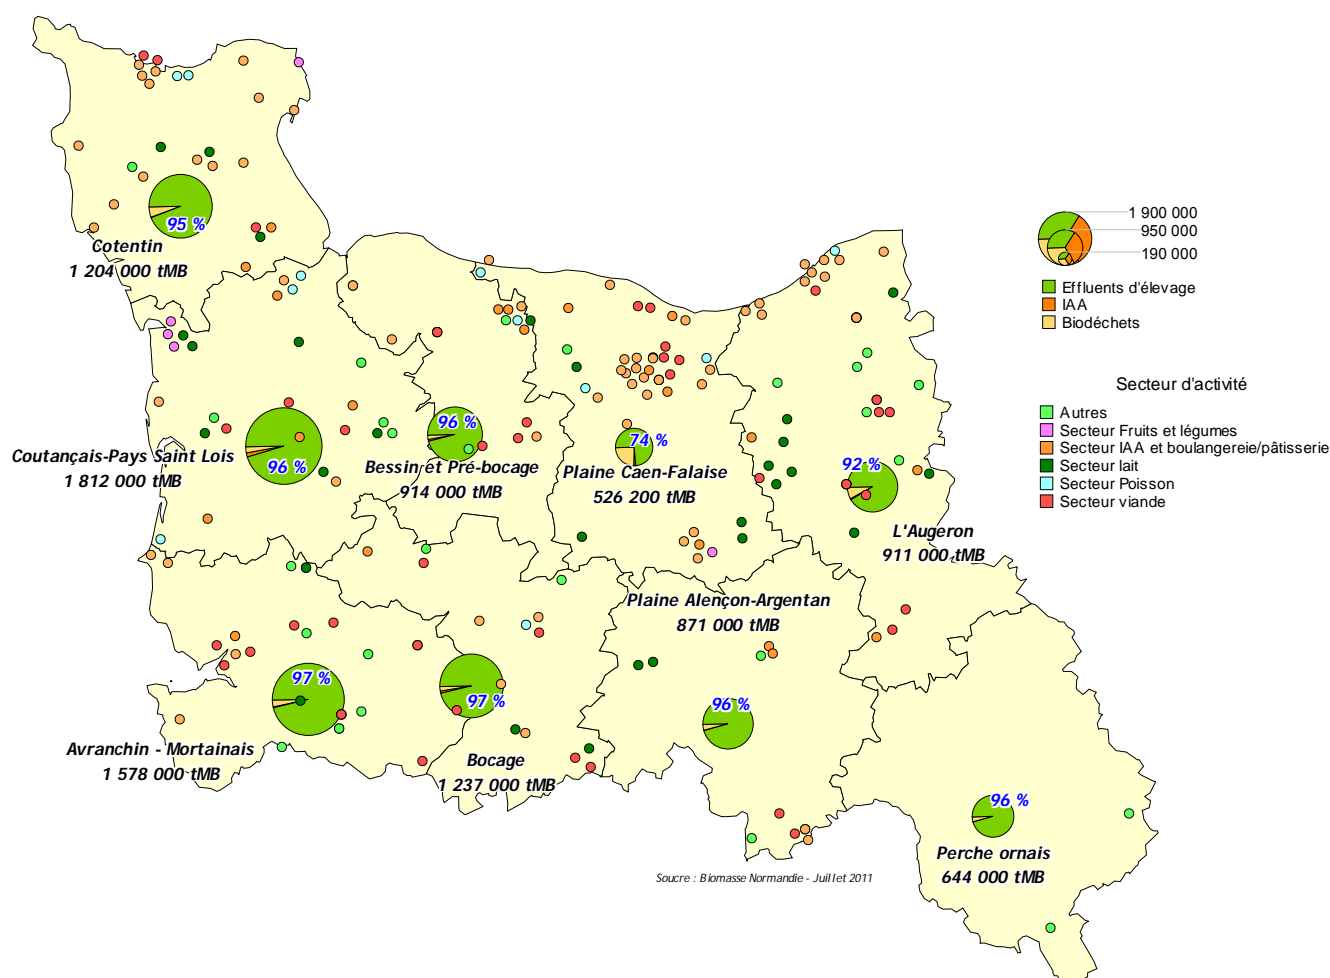 95 %
Cotentin
1 204 000 tMB
1 900 000
950 000
190 000
Effluents d'élevage
IAA
Biodéchets
Secteur d'activité
Autres
Secteur Fruits et légumes
Secteur IAA et boulangereie/pâtisserie
Secteur lait
Secteur Poisson
Secteur viande
96 %
Coutançais-Pays Saint Lois
1 812 000 tMB
96 %
Bessin et Pré-bocage
914 000 tMB
74 %
Plaine Caen-Falaise
526 200 tMB
92 %
L'Augeron
911 000 tMB
Plaine Alençon-Argentan
871 000 tMB
96 %
97 %
Avranchin - Mortainais
1 578 000 tMB
97 %
Bocage
1 237 000 tMB
96 %
Perche ornais
644 000 tMB
Soucre : Biomasse Normandie - Juillet 2011